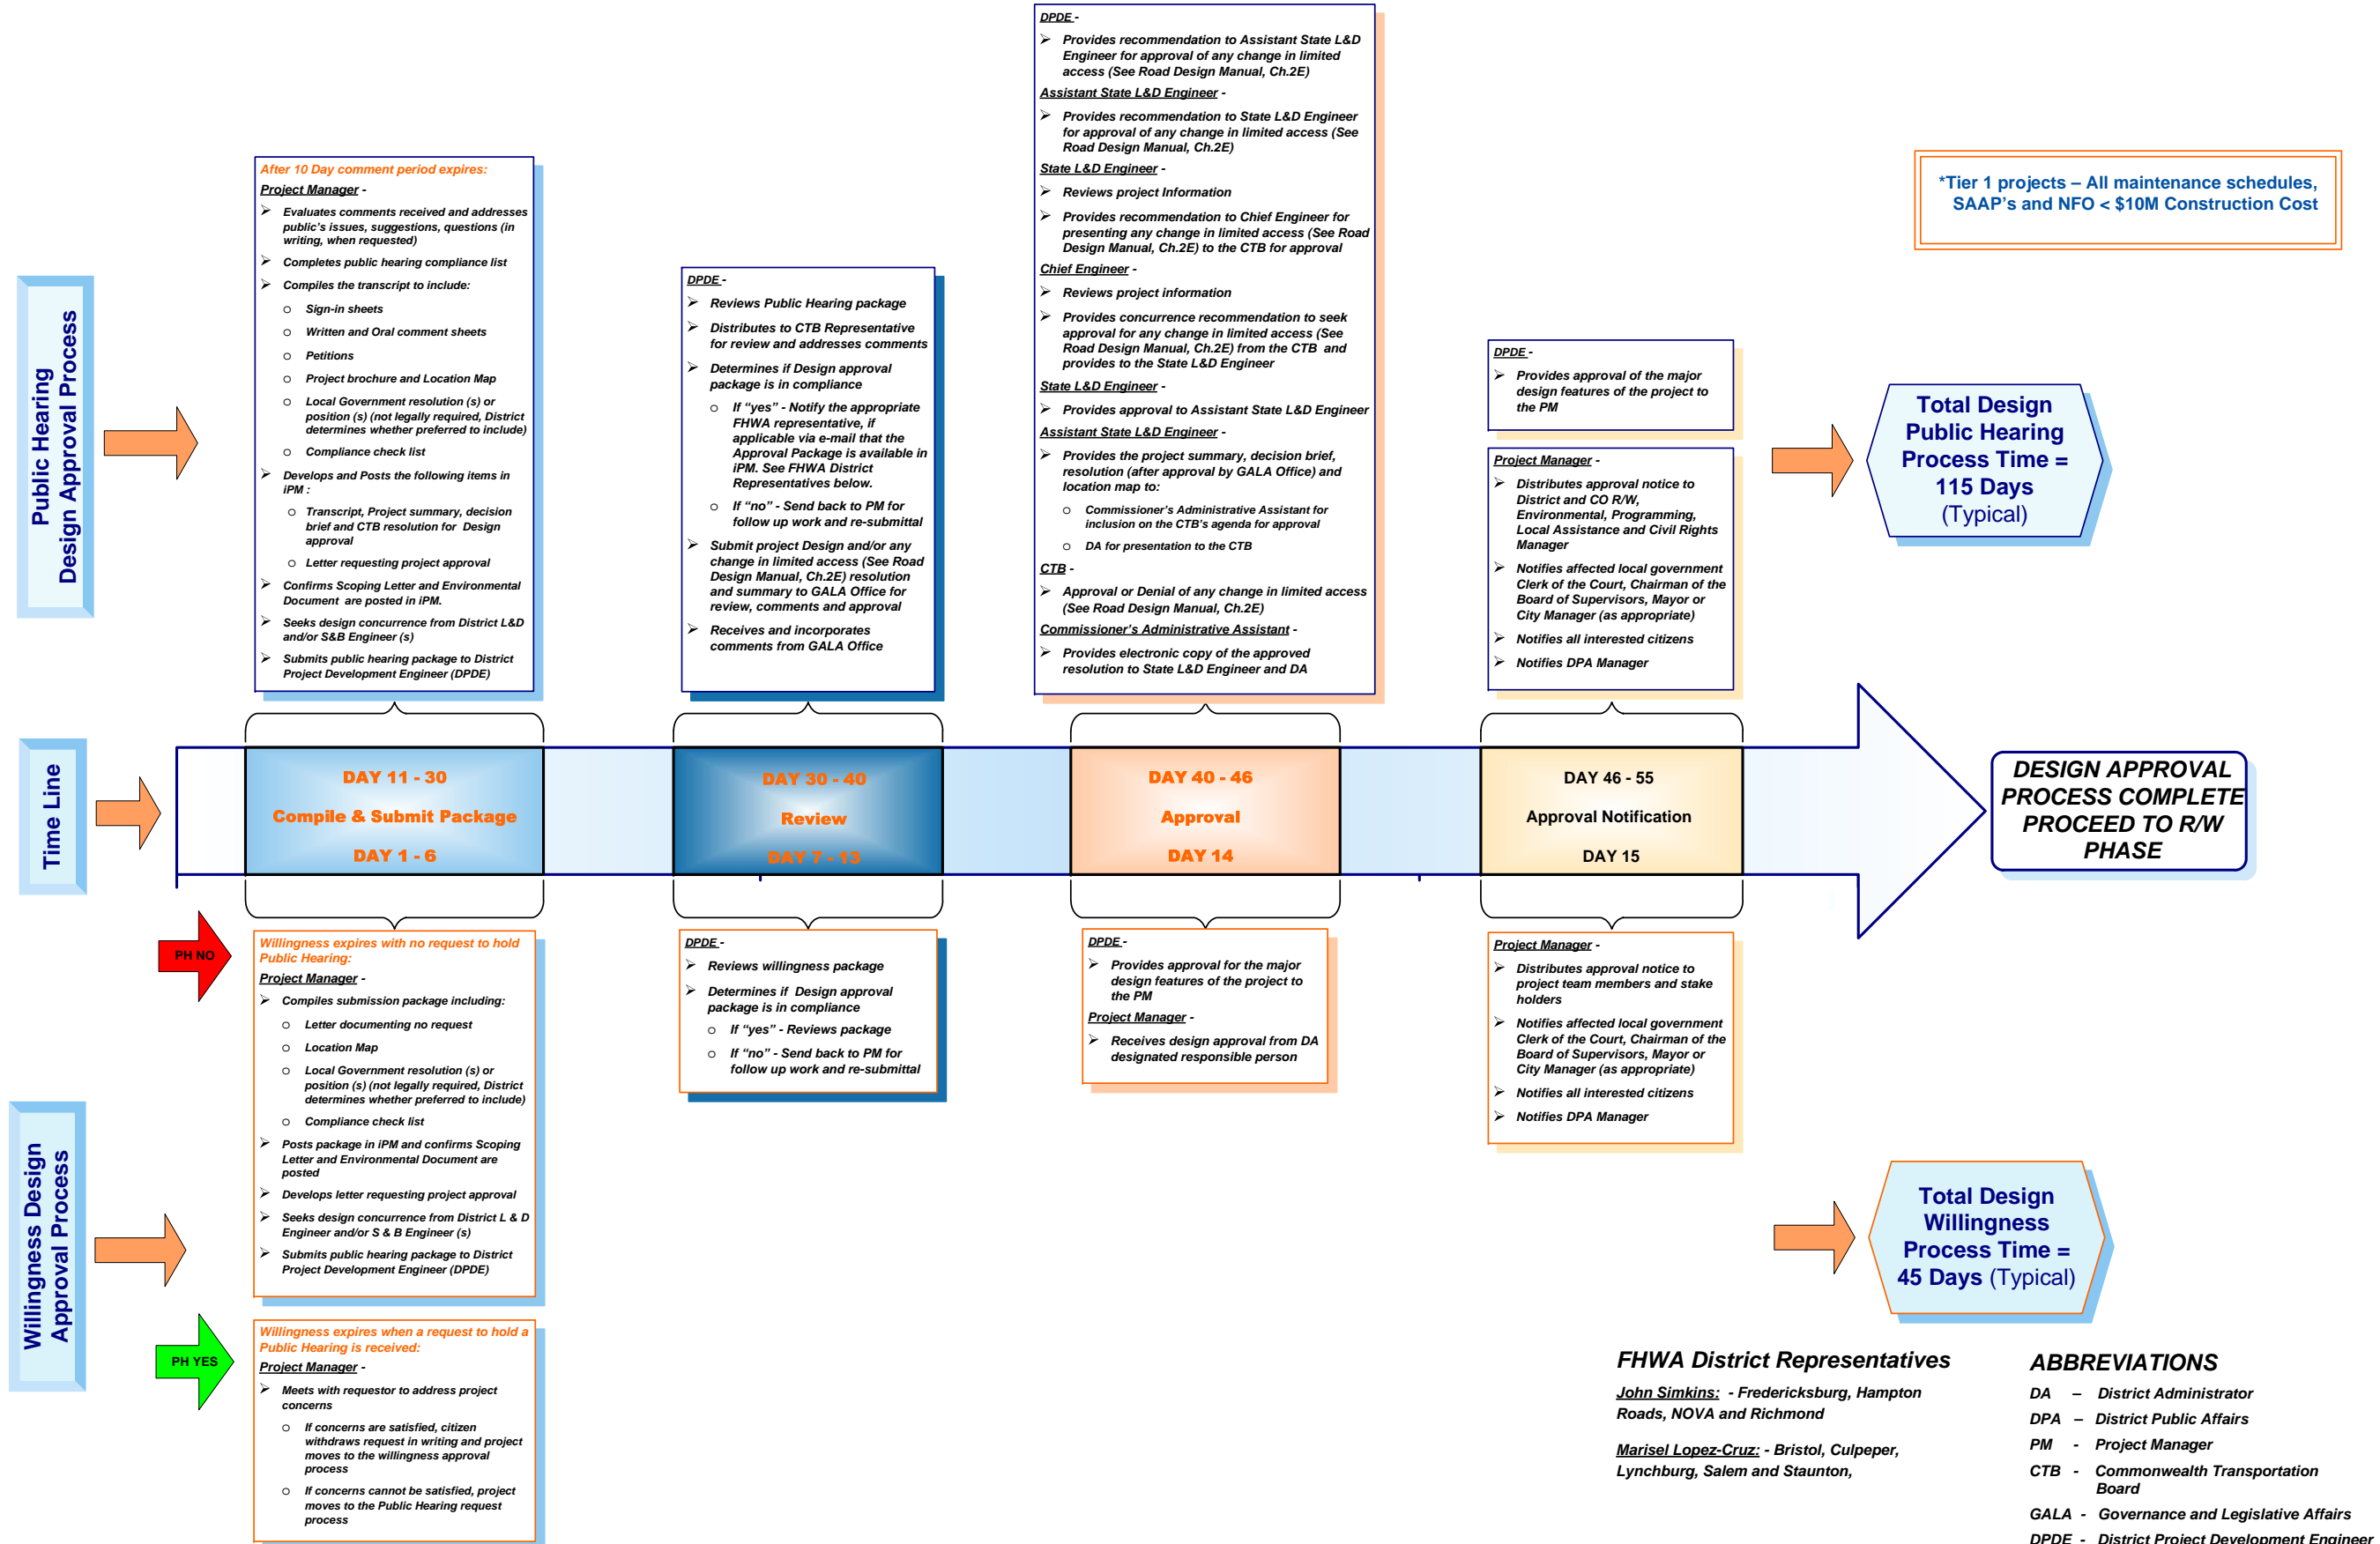 Public Hearing
Design Approval Process
After 10 Day comment period expires:
Project Manager -
➢ Evaluates comments received and addresses
public's issues, suggestions, questions (in
writing, when requested)
➢ Completes public hearing compliance list
➢ Compiles the transcript to include:
o Sign-in sheets
o Written and Oral comment sheets
o Petitions
o Project brochure and Location Map
o Local Government resolution (s) or
position (s) (not legally required, District
determines whether preferred to include)
o Compliance check list
➢ Develops and Posts the following items in
iPM :
o Transcript, Project summary, decision
brief and CTB resolution for Design
approval
o Letter requesting project approval
➢ Confirms Scoping Letter and Environmental
Document are posted in iPM.
➢ Seeks design concurrence from District L&D
and/or S&B Engineer (s)
➢ Submits public hearing package to District
Project Development Engineer (DPDE)
DPDE -
➢ Reviews Public Hearing package
➢ Distributes to CTB Representative
for review and addresses comments
➢ Determines if Design approval
package is in compliance
o If “yes” - Notify the appropriate
FHWA representative, if
applicable via e-mail that the
Approval Package is available in
iPM. See FHWA District
Representatives below.
o If “no” - Send back to PM for
follow up work and re-submittal
➢ Submit project Design and/or any
change in limited access (See Road
Design Manual, Ch.2E) resolution
and summary to GALA Office for
review, comments and approval
➢ Receives and incorporates
comments from GALA Office
DPDE -
➢ Provides recommendation to Assistant State L&D
Engineer for approval of any change in limited
access (See Road Design Manual, Ch.2E)
Assistant State L&D Engineer -
➢ Provides recommendation to State L&D Engineer
for approval of any change in limited access (See
Road Design Manual, Ch.2E)
State L&D Engineer -
➢ Reviews project Information
➢ Provides recommendation to Chief Engineer for
presenting any change in limited access (See Road
Design Manual, Ch.2E) to the CTB for approval
Chief Engineer -
➢ Reviews project information
➢ Provides concurrence recommendation to seek
approval for any change in limited access (See
Road Design Manual, Ch.2E) from the CTB and
provides to the State L&D Engineer
State L&D Engineer -
➢ Provides approval to Assistant State L&D Engineer
Assistant State L&D Engineer -
➢ Provides the project summary, decision brief,
resolution (after approval by GALA Office) and
location map to:
o Commissioner's Administrative Assistant for
inclusion on the CTB's agenda for approval
o DA for presentation to the CTB
CTB -
➢ Approval or Denial of any change in limited access
(See Road Design Manual, Ch.2E)
Commissioner's Administrative Assistant -
➢ Provides electronic copy of the approved
resolution to State L&D Engineer and DA
DPDE -
➢ Provides approval of the major
design features of the project to
the PM
Project Manager -
➢ Distributes approval notice to
District and CO R/W,
Environmental, Programming,
Local Assistance and Civil Rights
Manager
➢ Notifies affected local government
Clerk of the Court, Chairman of the
Board of Supervisors, Mayor or
City Manager (as appropriate)
➢ Notifies all interested citizens
➢ Notifies DPA Manager
*Tier 1 projects – All maintenance schedules,
SAAP's and NFO < $10M Construction Cost
Total Design
Public Hearing
Process Time =
115 Days
(Typical)
Time Line
DAY 11 - 30
Compile & Submit Package
DAY 1 - 6
DAY 30 - 40
Review
DAY 7 - 13
DAY 40 - 46
Approval
DAY 14
DAY 46 - 55
Approval Notification
DAY 15
DESIGN APPROVAL
PROCESS COMPLETE
PROCEED TO R/W
PHASE
Willingness Design
Approval Process
PH NO
Willingness expires with no request to hold
Public Hearing:
Project Manager -
➢ Compiles submission package including:
o Letter documenting no request
o Location Map
o Local Government resolution (s) or
position (s) (not legally required, District
determines whether preferred to include)
o Compliance check list
➢ Posts package in iPM and confirms Scoping
Letter and Environmental Document are
posted
➢ Develops letter requesting project approval
➢ Seeks design concurrence from District L & D
Engineer and/or S & B Engineer (s)
➢ Submits public hearing package to District
Project Development Engineer (DPDE)
PH YES
Willingness expires when a request to hold a
Public Hearing is received:
Project Manager -
➢ Meets with requestor to address project
concerns
o If concerns are satisfied, citizen
withdraws request in writing and project
moves to the willingness approval
process
o If concerns cannot be satisfied, project
moves to the Public Hearing request
process
DPDE -
➢ Reviews willingness package
➢ Determines if Design approval
package is in compliance
o If “yes” - Reviews package
o If “no” - Send back to PM for
follow up work and re-submittal
DPDE -
➢ Provides approval for the major
design features of the project to
the PM
Project Manager -
➢ Receives design approval from DA
designated responsible person
Project Manager -
➢ Distributes approval notice to
project team members and stake
holders
➢ Notifies affected local government
Clerk of the Court, Chairman of the
Board of Supervisors, Mayor or
City Manager (as appropriate)
➢ Notifies all interested citizens
➢ Notifies DPA Manager
Total Design
Willingness
Process Time =
45 Days (Typical)
FHWA District Representatives
John Simkins: - Fredericksburg, Hampton
Roads, NOVA and Richmond
Marisel Lopez-Cruz: - Bristol, Culpeper,
Lynchburg, Salem and Staunton,
ABBREVIATIONS
DA – District Administrator
DPA – District Public Affairs
PM - Project Manager
CTB - Commonwealth Transportation
Board
GALA - Governance and Legislative Affairs
DPDE - District Project Development Engineer